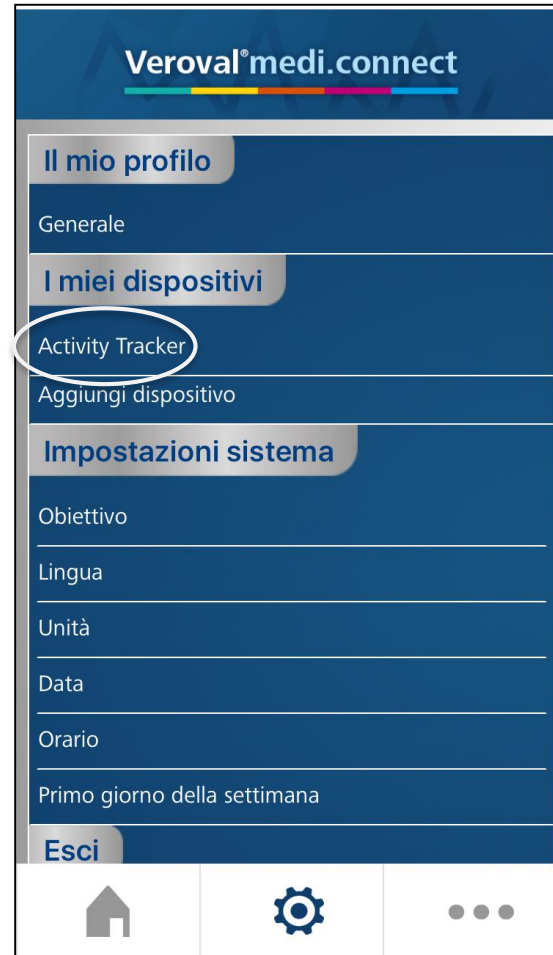 Veroval®medi.connect
Il mio profilo
Generale
I miei dispositivi
Activity Tracker
Aggiungi dispositivo
Impostazioni sistema
Obiettivo
Lingua
Unità
Data
Orario
Primo giorno della settimana
Esci